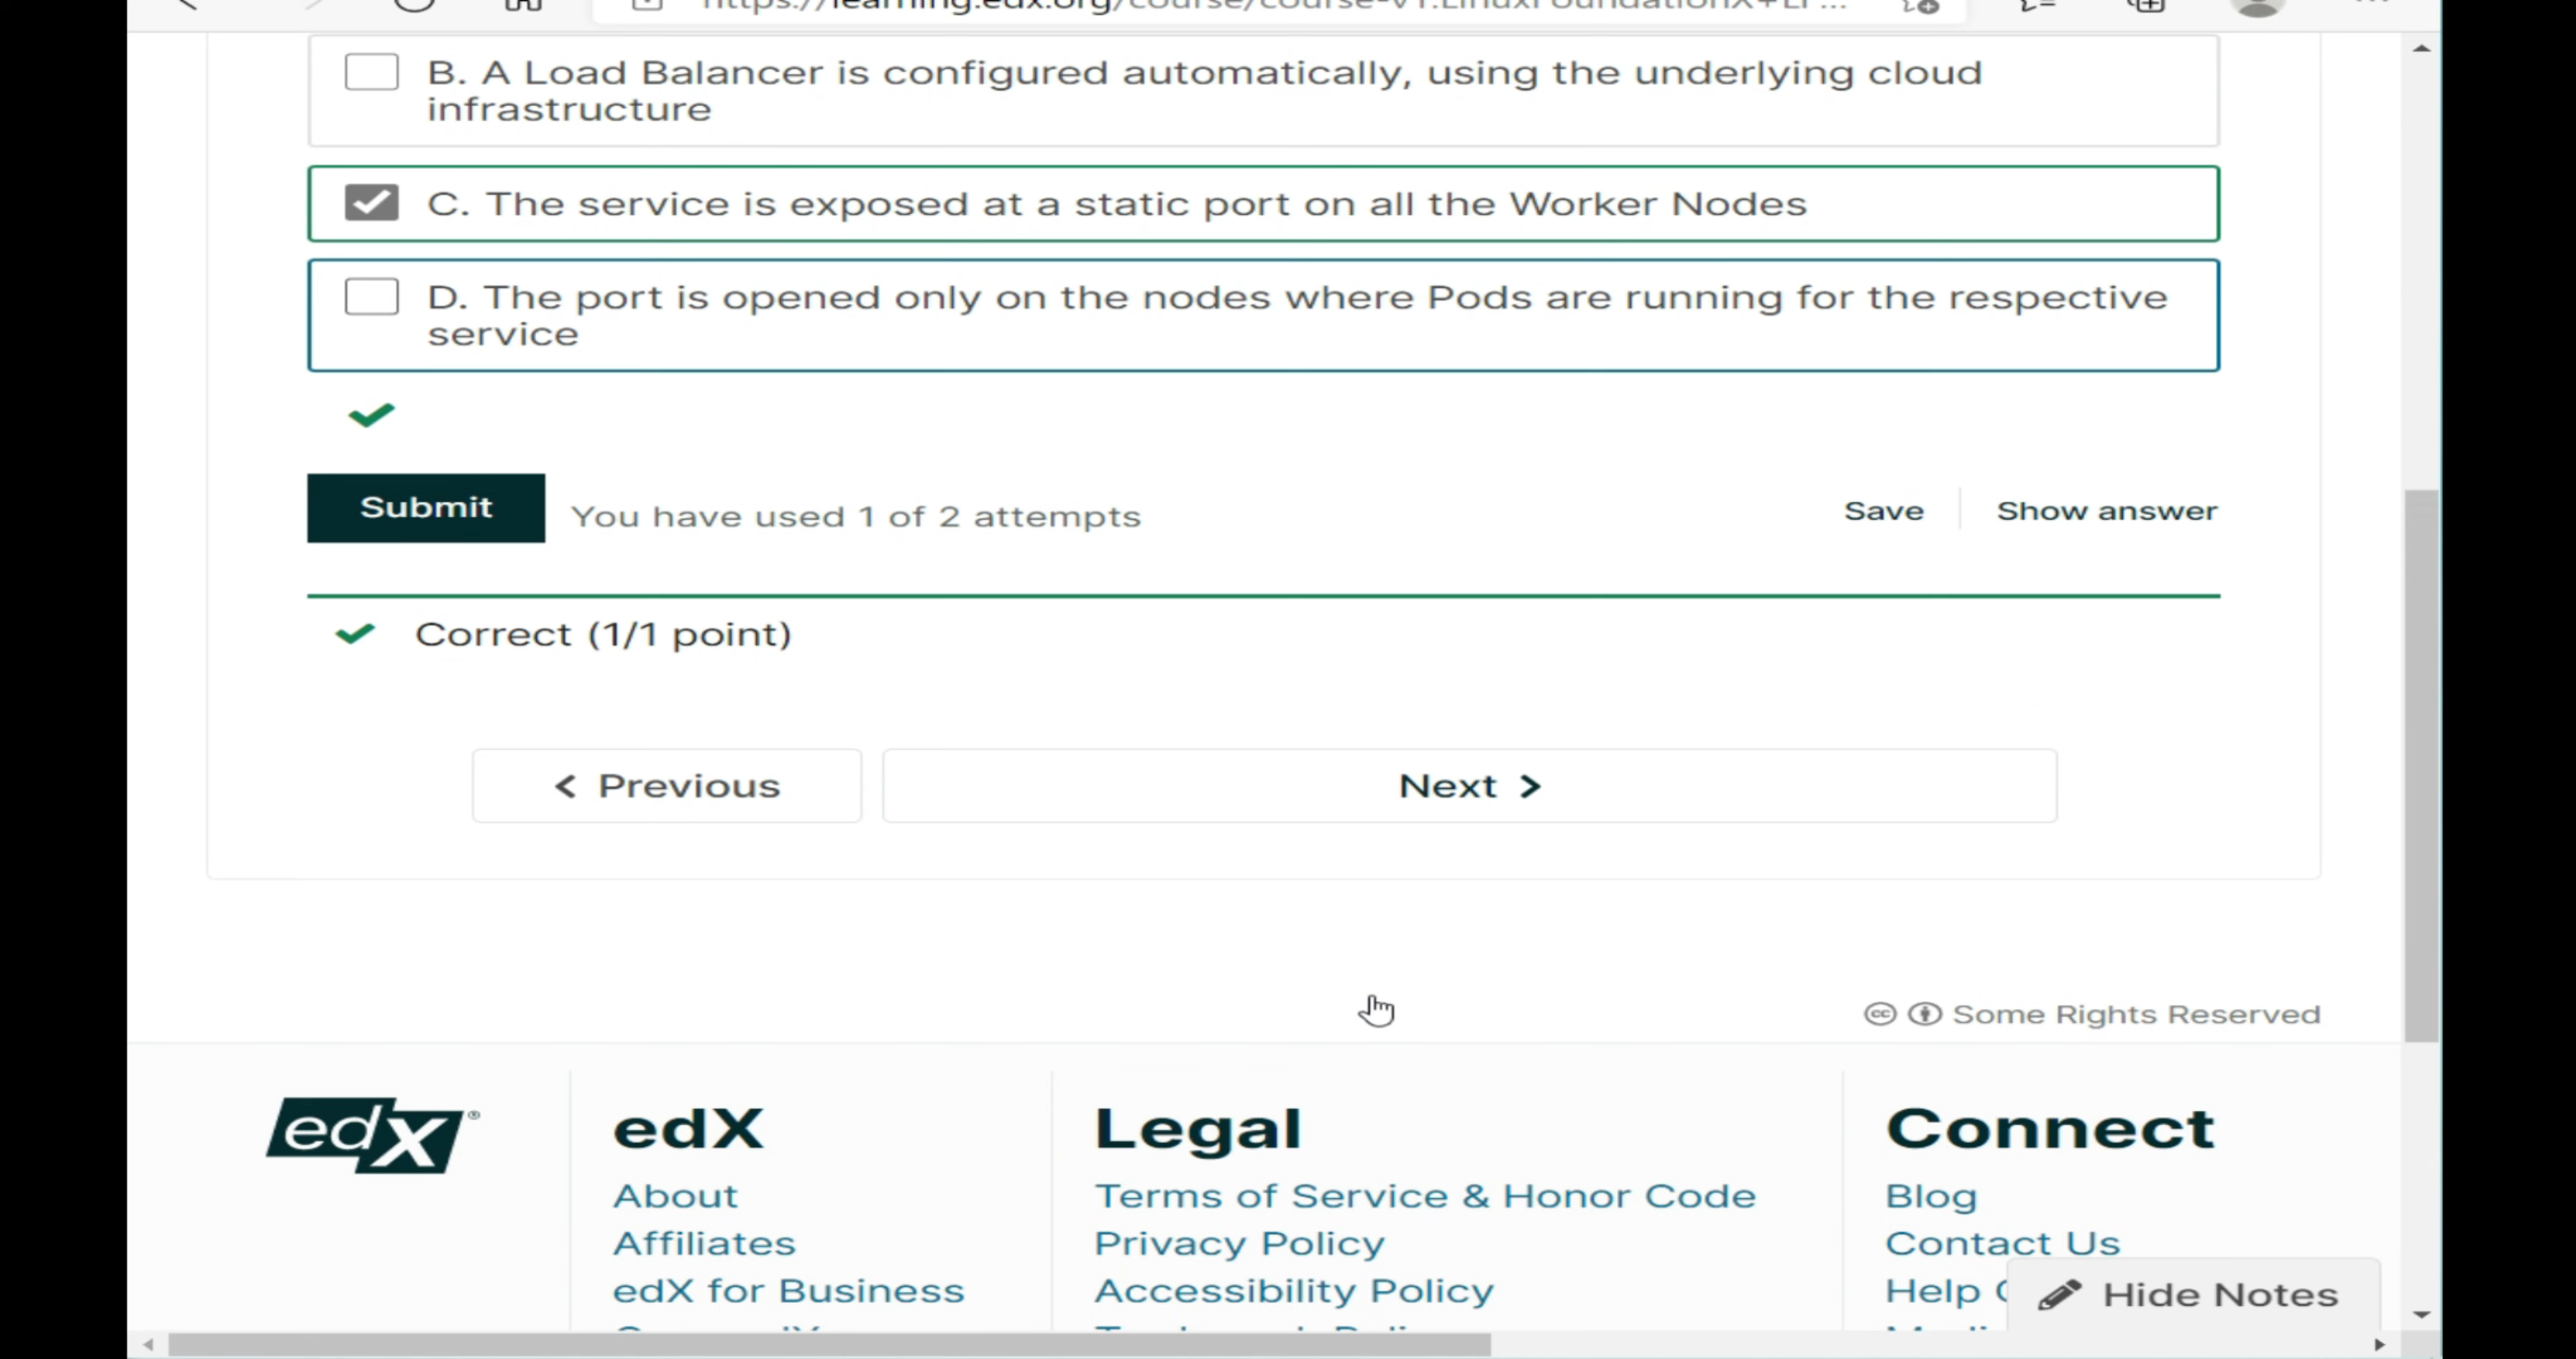 B. A Load Balancer is configured automatically, using the underlying cloud
infrastructure
C. The service is exposed at a static port on all the Worker Nodes
D. The port is opened only on the nodes where Pods are running for the respective
service
Submit
You have used 1 of 2 attempts
Save
Show answer
Correct (1/1 point)
Previous
Next
Some Rights Reserved
edX
edX
About
Affiliates
edX for Business
Legal
Terms of Service & Honor Code
Privacy Policy
Accessibility Policy
Connect
Blog
Contact Us
Help
Hide Notes